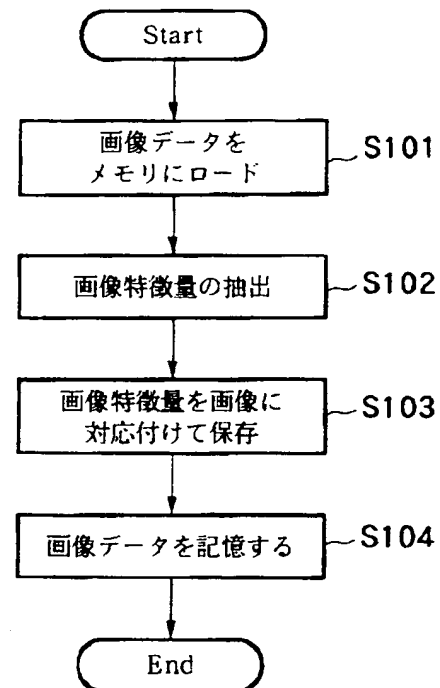 Start
画像データを
メモリにロード
S101
画像特徴量の抽出
S102
画像特徴量を画像に
対応付けて保存
S103
画像データを記憶する
S104
End